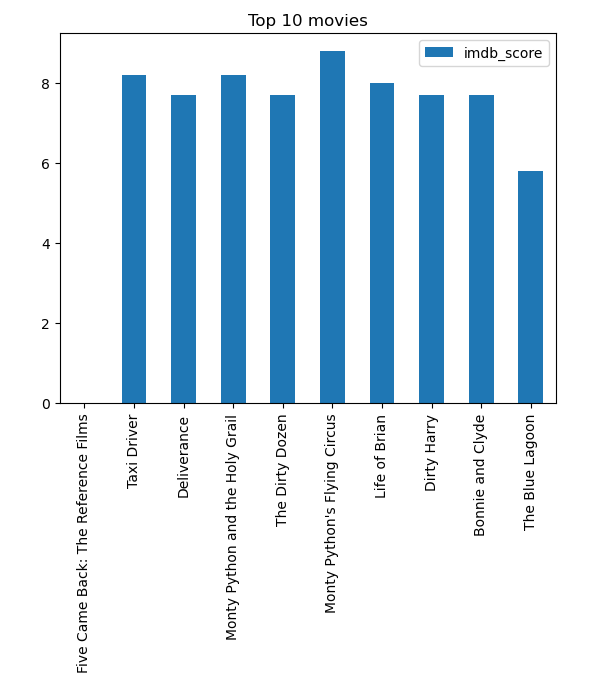 Top 10 movies
imdb_score
8
6
4
2
0
Five Came Back: The Reference Films
Taxi Driver
Deliverance
Monty Python and the Holy Grail
The Dirty Dozen
Monty Python's Flying Circus
Life of Brian
Dirty Harry
Bonnie and Clyde
The Blue Lagoon